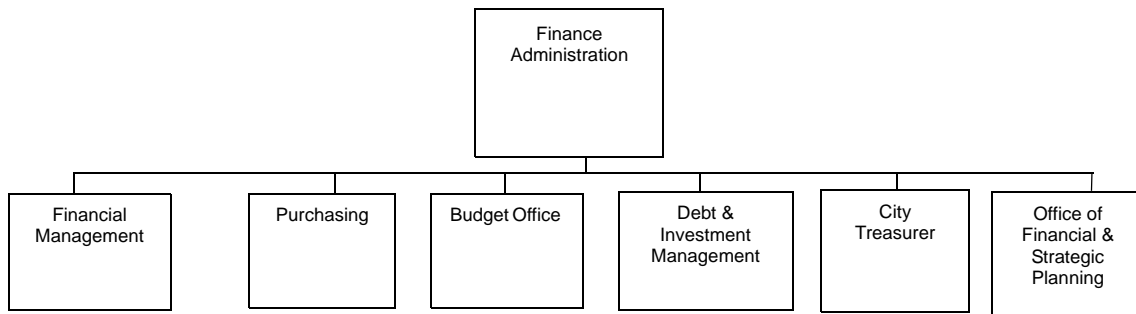 Finance
Administration
Financial
Management
Purchasing
Budget Office
Debt &
Investment
Management
City
Treasurer
Office of
Financial &
Strategic
Planning